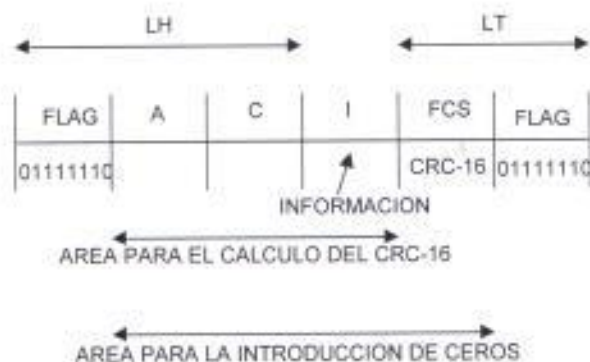 LH LT
FLAG A C I FCS FLAG
01111110 CRC-16 01111110
INFORMACION
AREA PARA EL CALCULO DEL CRC-16
AREA PARA LA INTRODUCCION DE CEROS